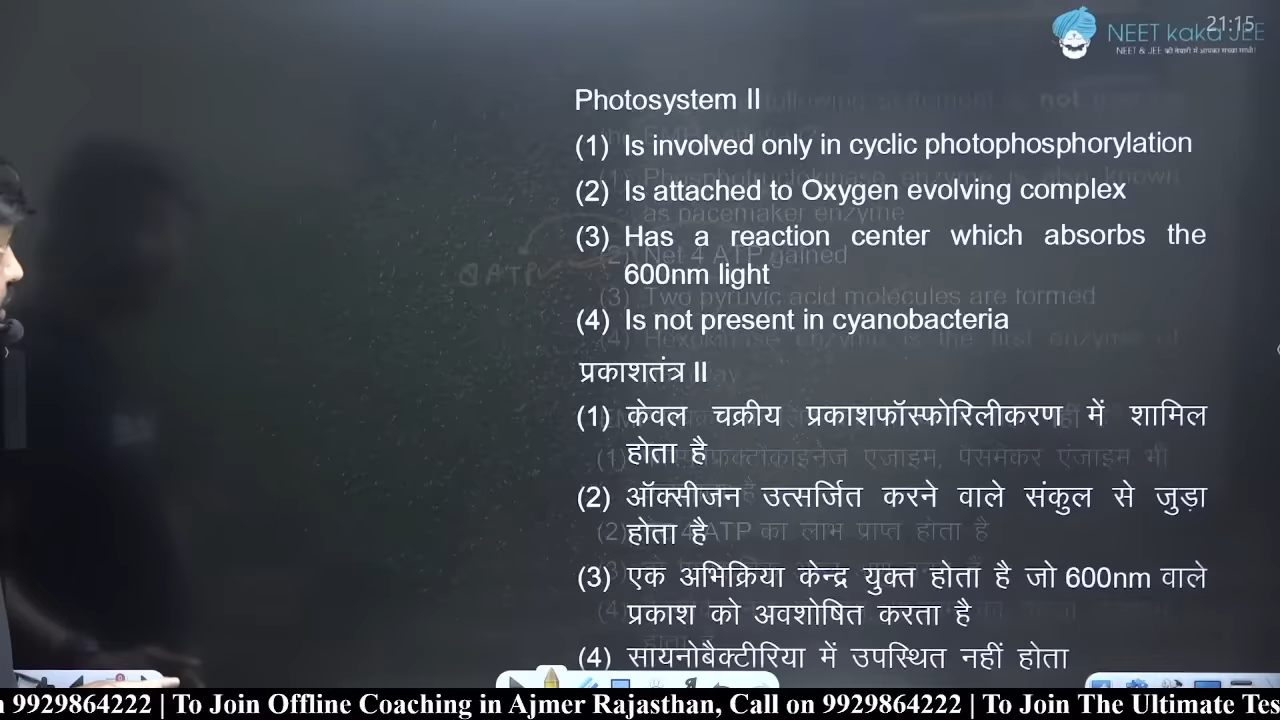 21:15
NEET kaka JEE
NEET & JEE की तैयारी में आपका सच्चा साथी!
Photosystem II
(1) Is involved only in cyclic photophosphorylation
(2) Is attached to Oxygen evolving complex
(3) Has a reaction center which absorbs the
600nm light
(4) Is not present in cyanobacteria
प्रकाशतंत्र II
(1) केवल चक्रीय प्रकाशफॉस्फोरिलीकरण में शामिल
होता है
(2) ऑक्सीजन उत्सर्जित करने वाले संकुल से जुड़ा
होता है
(3) एक अभिक्रिया केन्द्र युक्त होता है जो 600nm वाले
प्रकाश को अवशोषित करता है
(4) सायनोबैक्टीरिया में उपस्थित नहीं होता
9929864222 | To Join Offline Coaching in Ajmer Rajasthan, Call on 9929864222 | To Join The Ultimate Tes